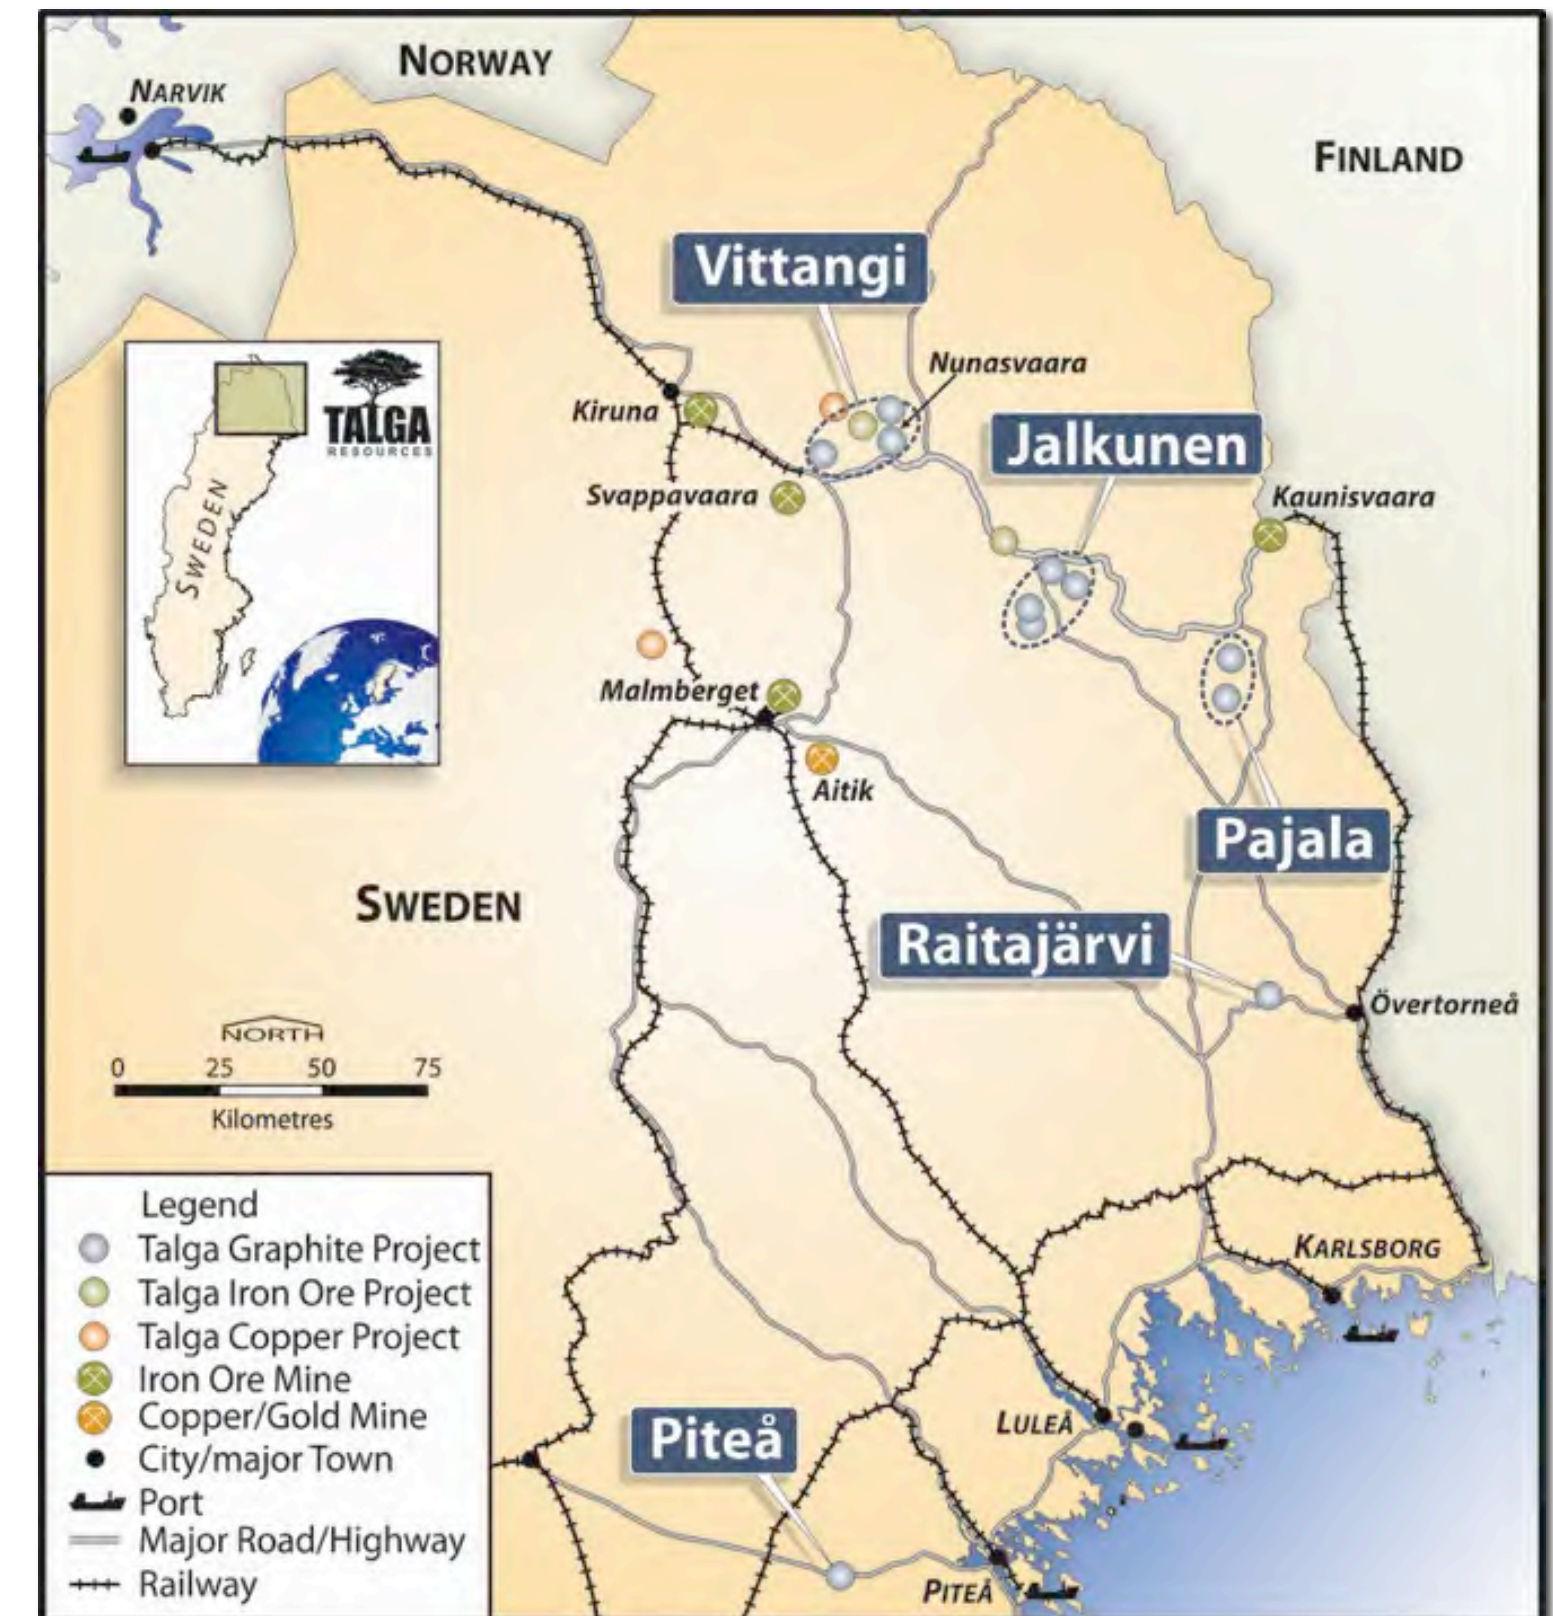 NORWAY
NARVIK
FINLAND
Vittangi
Nunasvaara
Kiruna
Jalkunen
Svappavaara
Kaunisvaara
TALGA
RESOURCES
SWEDEN
Malmberget
Aitik
Pajala
SWEDEN
Raitajärvi
Övertorneå
NORTH
0 25 50 75
Kilometres
Legend
Talga Graphite Project
Talga Iron Ore Project
Talga Copper Project
Iron Ore Mine
Copper/Gold Mine
City/major Town
Port
Major Road/Highway
Railway
KARLSBORG
LULEÅ
Piteå
PITEÅ